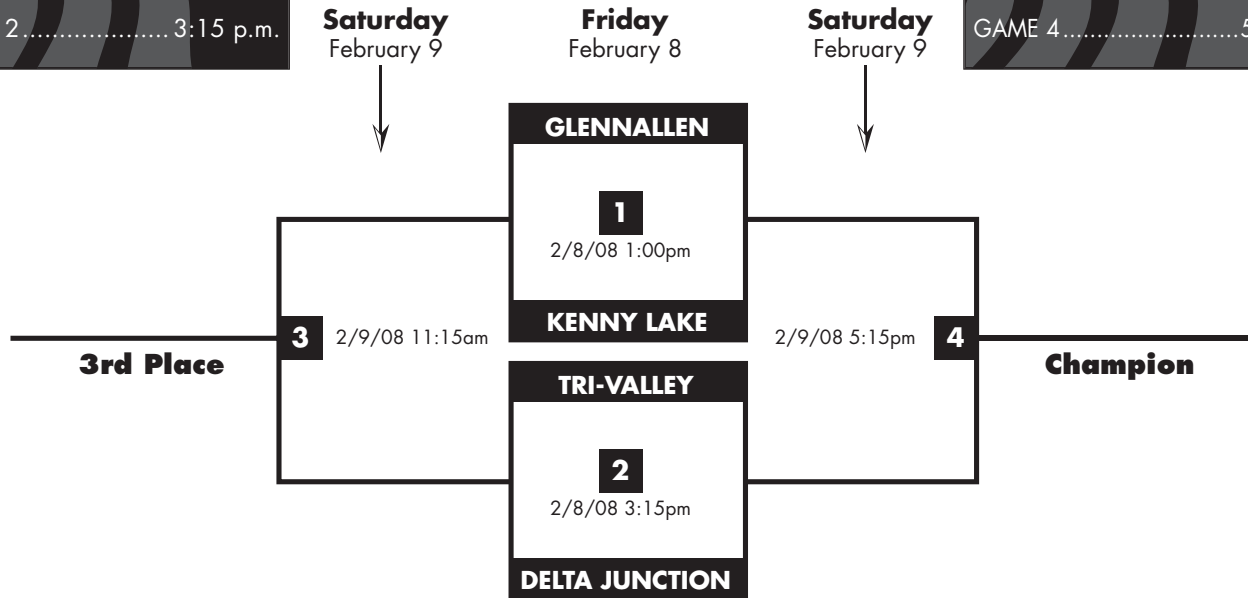 2.................... 3:15 p.m.
Saturday
February 9
Friday
February 8
Saturday
February 9
GAME 4..........................5
GLENNALLEN
1
2/8/08 1:00pm
KENNY LAKE
3
2/9/08 11:15am
2/9/08 5:15pm
4
3rd Place
Champion
TRI-VALLEY
2
2/8/08 3:15pm
DELTA JUNCTION